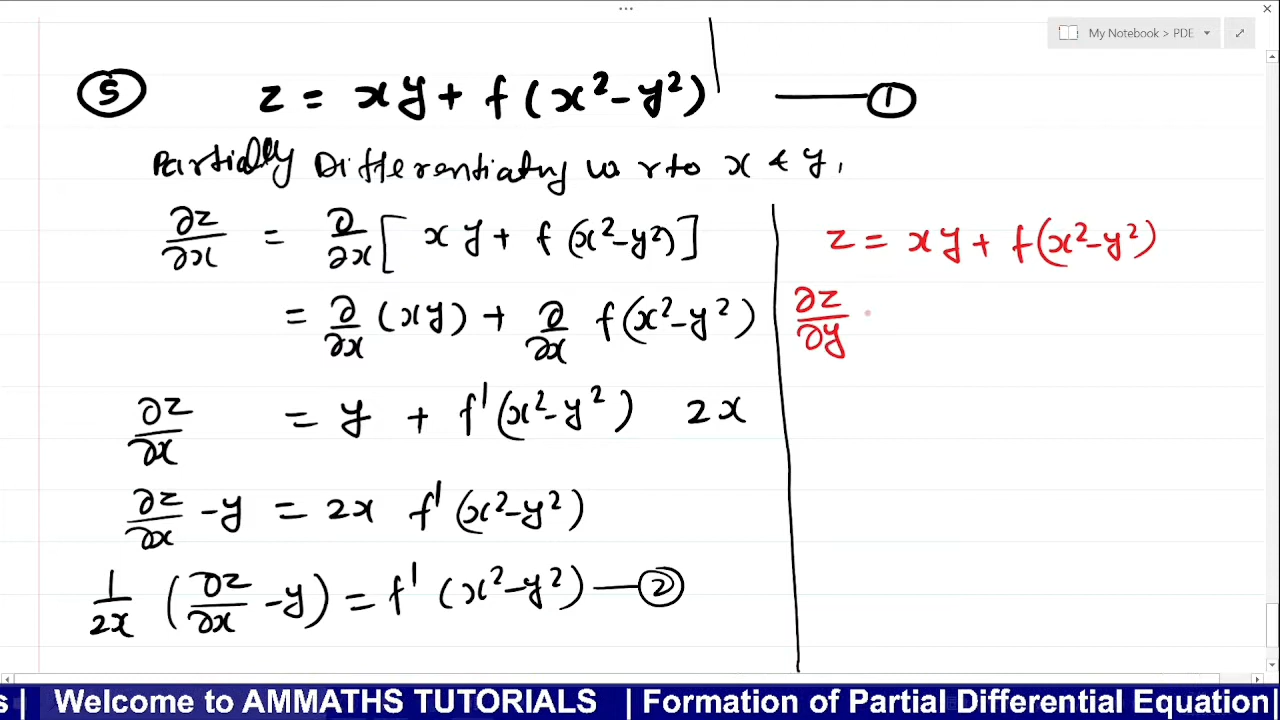 ...
My Notebook > PDE
⑤ z = xy + f(x²-y²) —— ①
Partially Differentiating w r to x & y,
∂z/∂x = ∂/∂x [ xy + f(x²-y²) ]
= ∂/∂x (xy) + ∂/∂x f(x²-y²)
∂z/∂x = y + f'(x²-y²) 2x
∂z/∂x - y = 2x f'(x²-y²)
1/2x (∂z/∂x - y) = f'(x²-y²) — ②
z = xy + f(x²-y²)
∂z/∂y
s | Welcome to AMMATHS TUTORIALS | Formation of Partial Differential Equation |